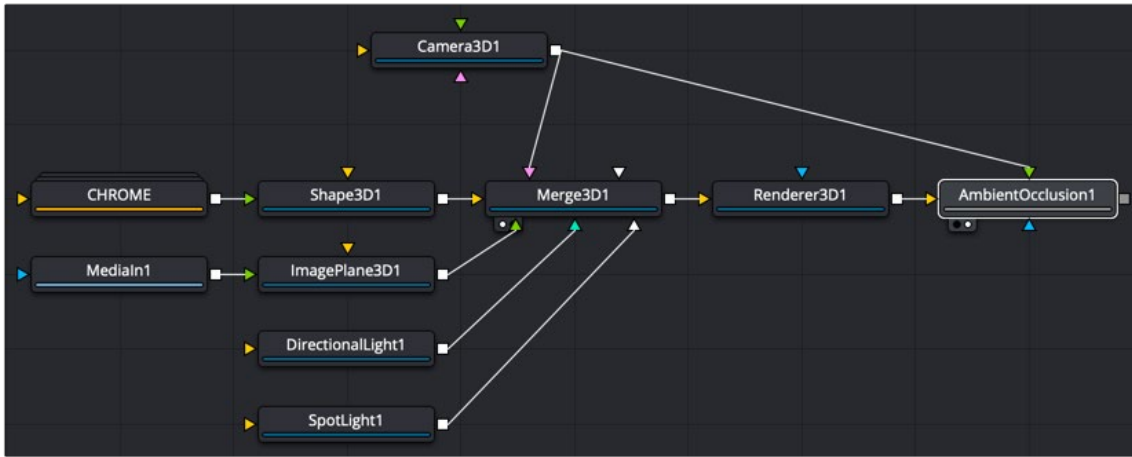 Camera3D1
CHROME
Shape3D1
Merge3D1
Renderer3D1
AmbientOcclusion1
MediaIn1
ImagePlane3D1
DirectionalLight1
SpotLight1